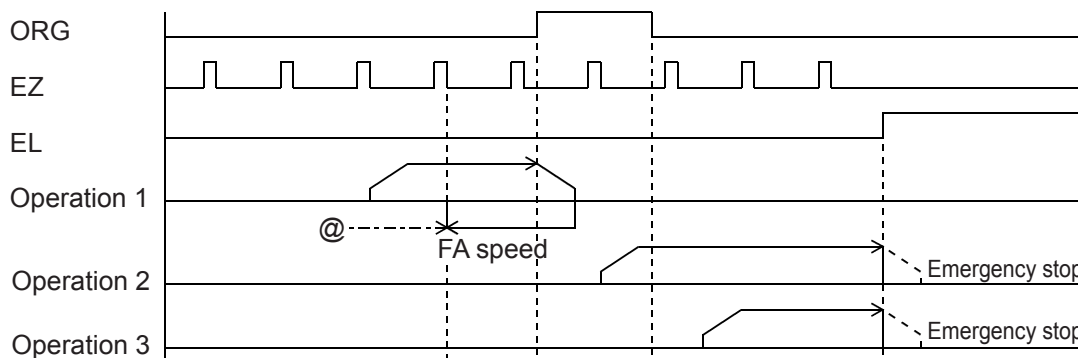 ORG
EZ
EL
Operation 1
@
FA speed
Operation 2
Emergency stop
Operation 3
Emergency stop